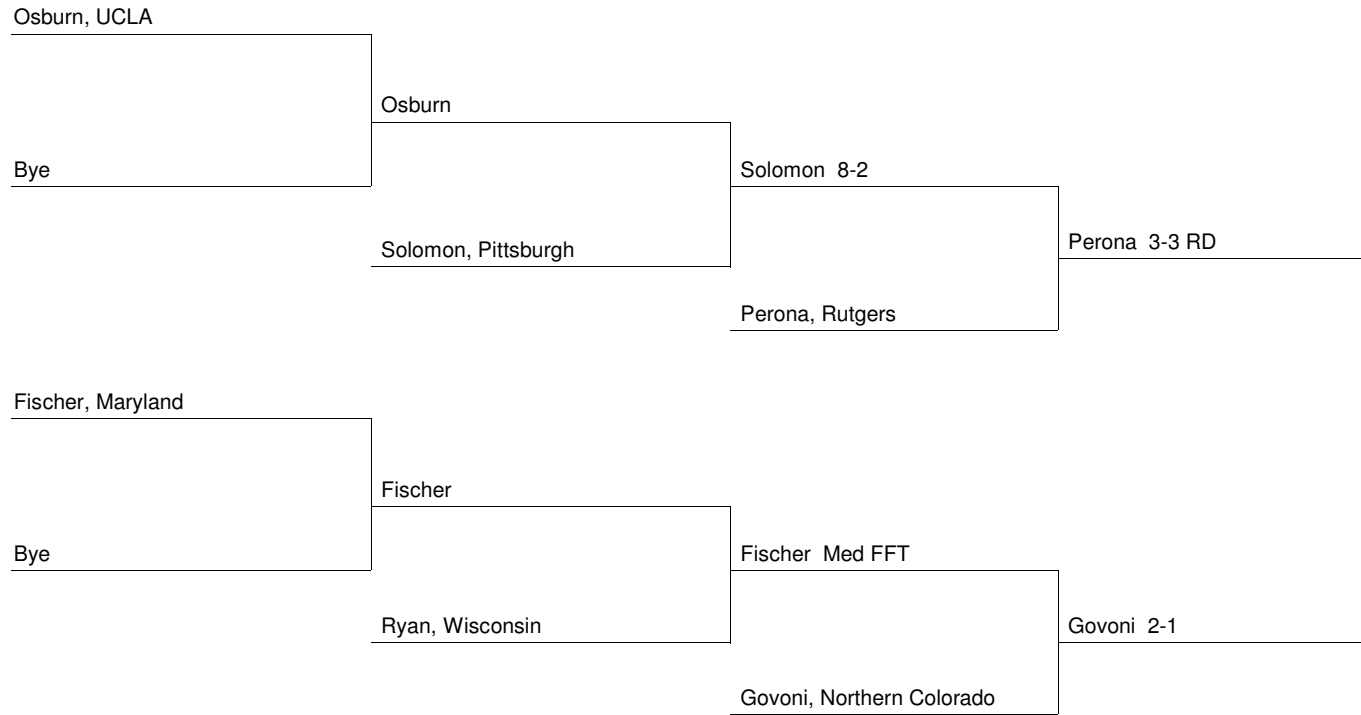 Osburn, UCLA
Osburn
Bye
Solomon  8-2
Solomon, Pittsburgh
Perona  3-3 RD
Perona, Rutgers
Fischer, Maryland
Fischer
Bye
Fischer  Med FFT
Ryan, Wisconsin
Govoni  2-1
Govoni, Northern Colorado